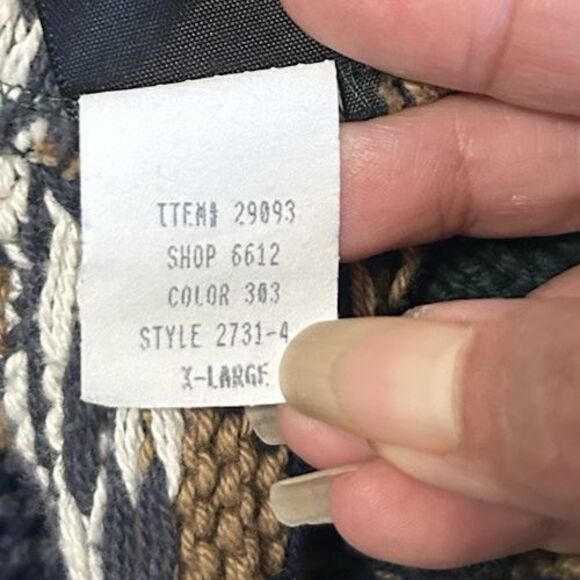 ITEM# 29093
SHOP 6612
COLOR 303
STYLE 2731-4
X-LARGE